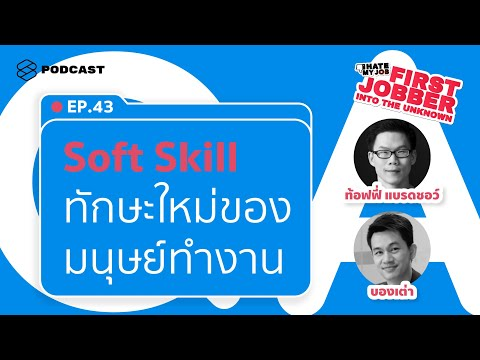 PODCAST
EP.43
Soft Skill
ทักษะใหม่ของ
มนุษย์ทำงาน
I HATE
MY JOB
FIRST
JOBBER
INTO THE UNKNOWN
ท้อฟฟี่ แบรดชอว์
บองเต่า